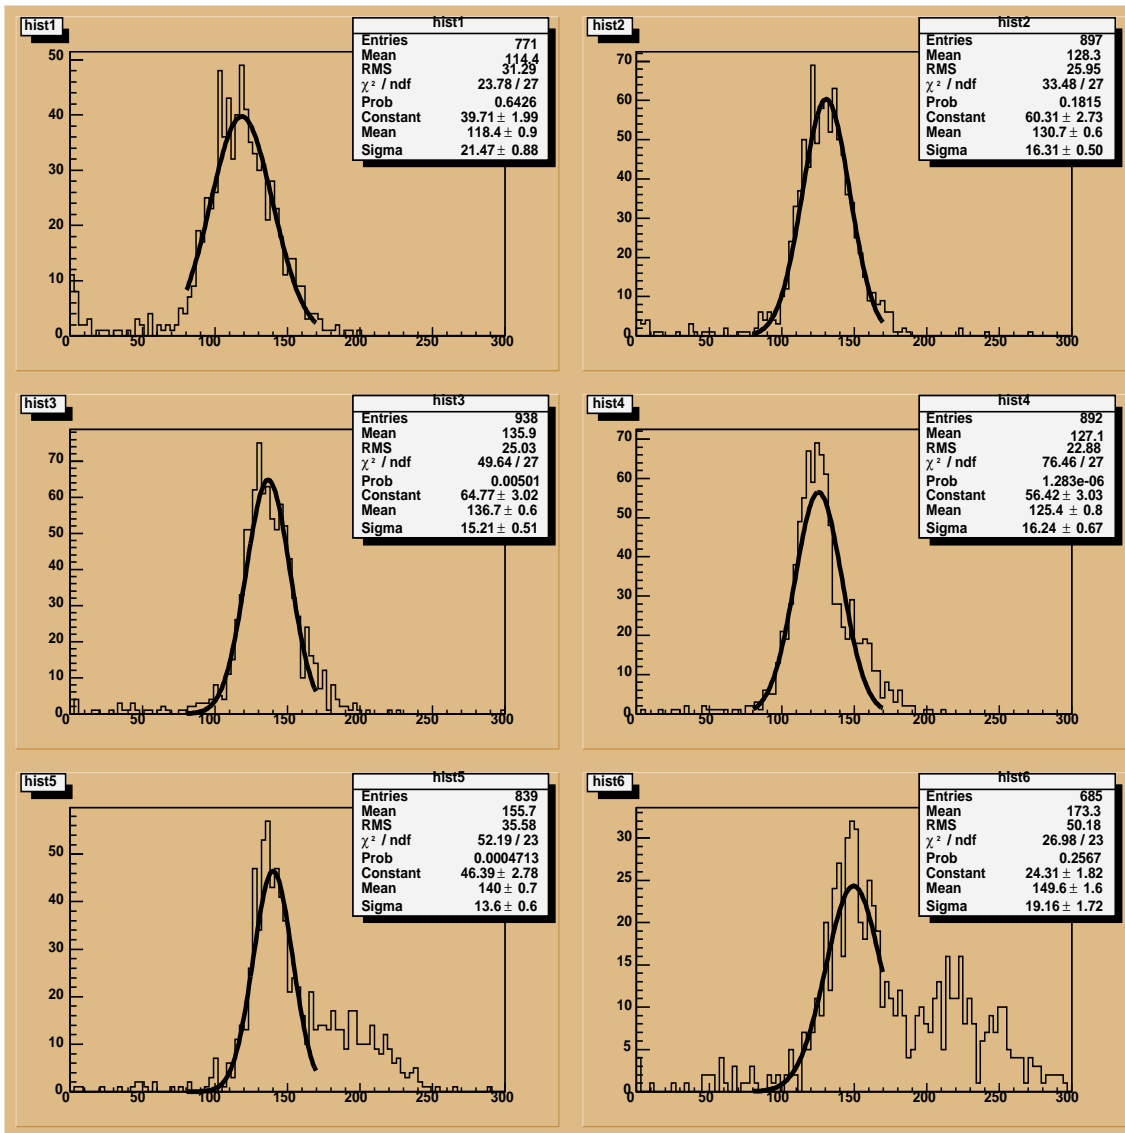 hist1
hist1
Entries 771
Mean 114.4
RMS 31.29
χ² / ndf 23.78 / 27
Prob 0.6426
Constant 39.71 ± 1.99
Mean 118.4 ± 0.9
Sigma 21.47 ± 0.88
50
40
30
20
10
0
0 50 100 150 200 250 300
hist2
hist2
Entries 897
Mean 128.3
RMS 25.95
χ² / ndf 33.48 / 27
Prob 0.1815
Constant 60.31 ± 2.73
Mean 130.7 ± 0.6
Sigma 16.31 ± 0.50
70
60
50
40
30
20
10
0
0 50 100 150 200 250 300
hist3
hist3
Entries 938
Mean 135.9
RMS 25.03
χ² / ndf 49.64 / 27
Prob 0.00501
Constant 64.77 ± 3.02
Mean 136.7 ± 0.6
Sigma 15.21 ± 0.51
70
60
50
40
30
20
10
0
0 50 100 150 200 250 300
hist4
hist4
Entries 892
Mean 127.1
RMS 22.88
χ² / ndf 76.46 / 27
Prob 1.283e-06
Constant 56.42 ± 3.03
Mean 125.4 ± 0.8
Sigma 16.24 ± 0.67
70
60
50
40
30
20
10
0
0 50 100 150 200 250 300
hist5
hist5
Entries 839
Mean 155.7
RMS 35.58
χ² / ndf 52.19 / 23
Prob 0.0004713
Constant 46.39 ± 2.78
Mean 140 ± 0.7
Sigma 13.6 ± 0.6
50
40
30
20
10
0
0 50 100 150 200 250 300
hist6
hist6
Entries 685
Mean 173.3
RMS 50.18
χ² / ndf 26.98 / 23
Prob 0.2567
Constant 24.31 ± 1.82
Mean 149.6 ± 1.6
Sigma 19.16 ± 1.72
30
25
20
15
10
5
0
0 50 100 150 200 250 300